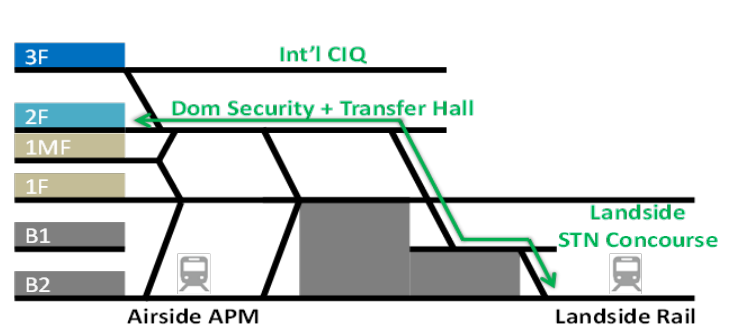 3F
Int'l CIQ
2F
Dom Security + Transfer Hall
1MF
1F
Landside
B1
STN Concourse
B2
Airside APM
Landside Rail